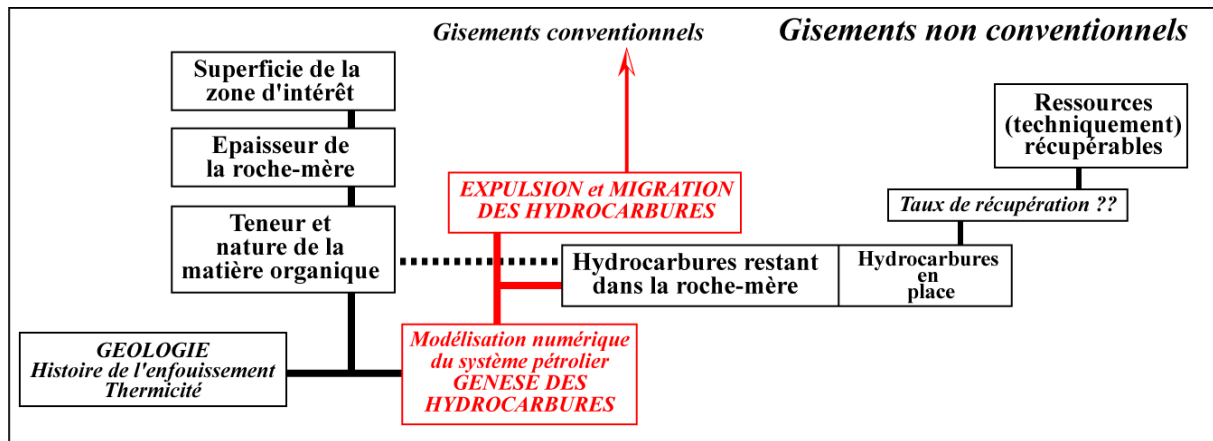 Gisements conventionnels
Gisements non conventionnels
Superficie de la
zone d'intérêt
Epaisseur de
la roche-mère
Teneur et
nature de la
matière organique
GEOLOGIE
Histoire de l'enfouissement
Thermicité
EXPULSION et MIGRATION
DES HYDROCARBURES
Modélisation numérique
du système pétrolier
GENESE DES
HYDROCARBURES
Hydrocarbures restant
dans la roche-mère
Hydrocarbures
en
place
Taux de récupération ??
Ressources
(techniquement)
récupérables